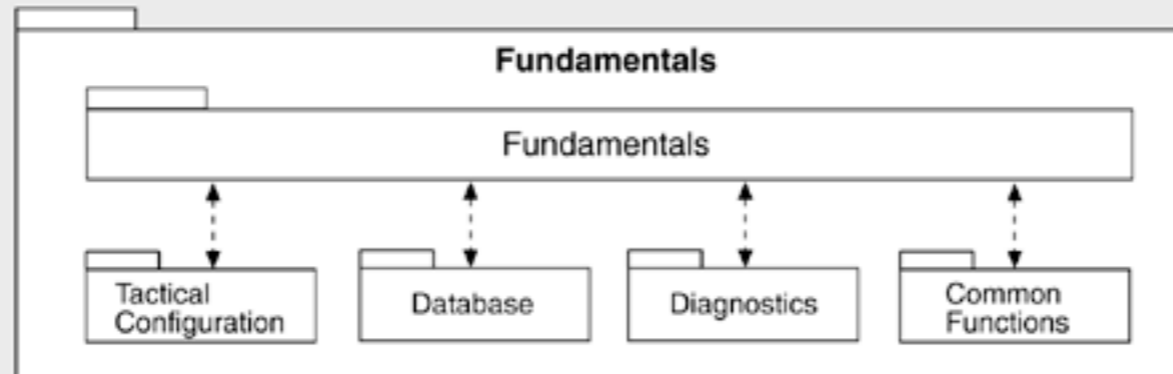 Fundamentals
Fundamentals
Tactical
Configuration
Database
Diagnostics
Common
Functions